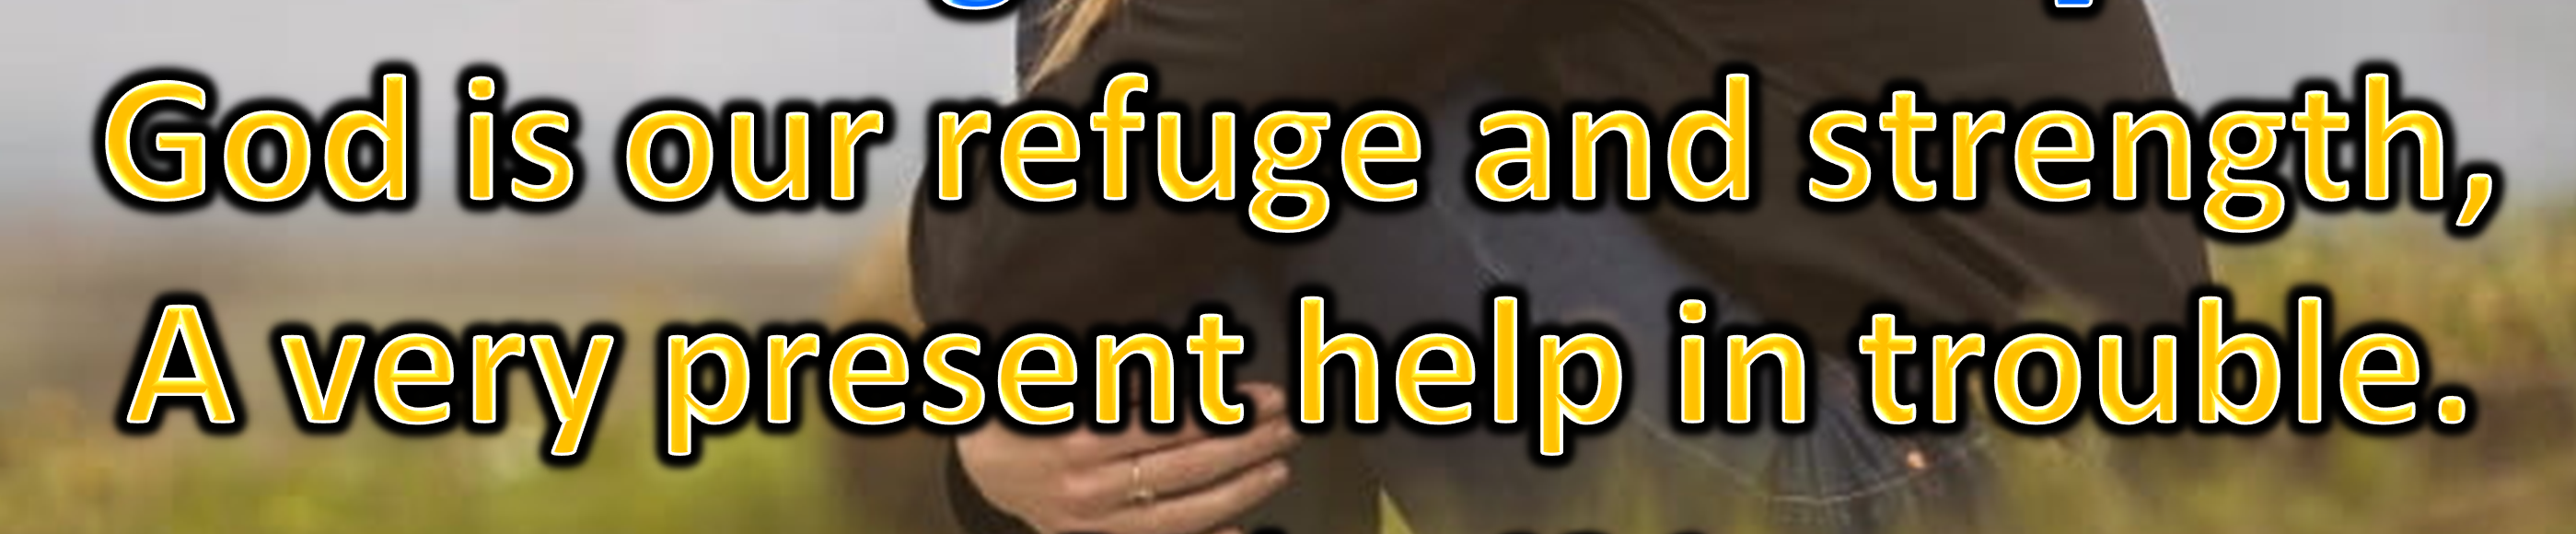 God is our refuge and strength,
A very present help in trouble.